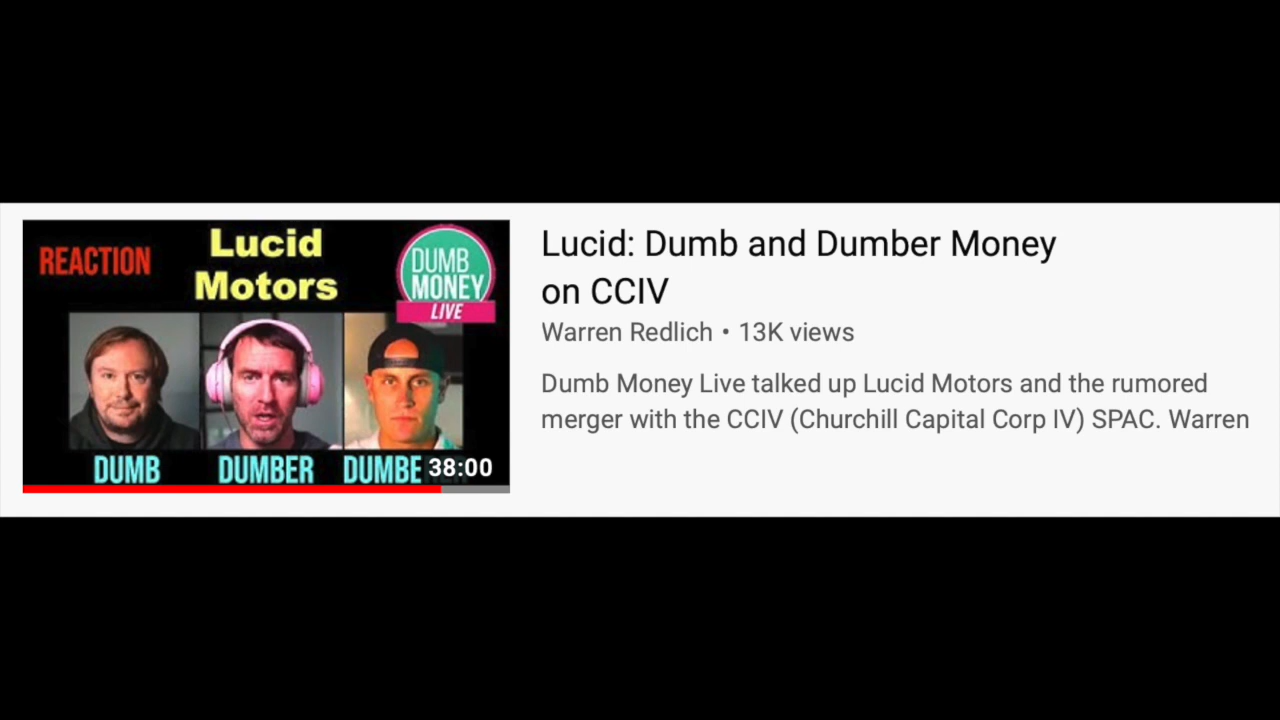 REACTION
Lucid
Motors
DUMB
MONEY
LIVE
DUMB
DUMBER
DUMBE
38:00
Lucid: Dumb and Dumber Money
on CCIV
Warren Redlich • 13K views
Dumb Money Live talked up Lucid Motors and the rumored
merger with the CCIV (Churchill Capital Corp IV) SPAC. Warren